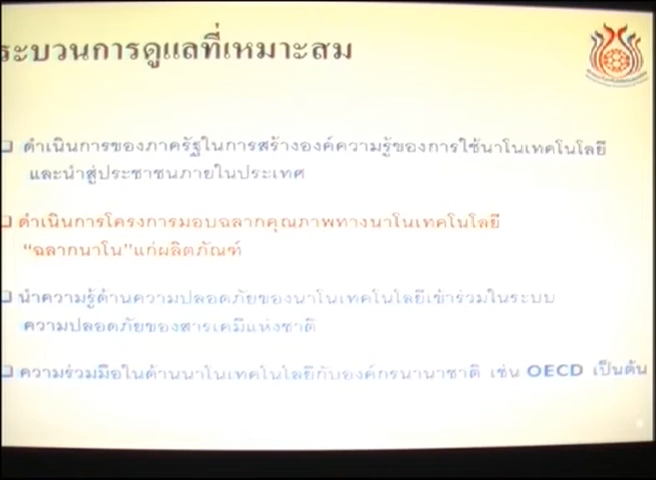 ระบวนการดูแลที่เหมาะสม
ดำเนินการของภาครัฐในการสร้างองค์ความรู้ของการใช้นาโนเทคโนโลยี
และนำสู่ประชาชนภายในประเทศ
ดำเนินการโครงการมอบฉลากคุณภาพทางนาโนเทคโนโลยี
“ฉลากนาโน”แก่ผลิตภัณฑ์
นำความรู้ด้านความปลอดภัยของนาโนเทคโนโลยีเข้าร่วมในระบบ
ความปลอดภัยของสารเคมีแห่งชาติ
ความร่วมมือในด้านนาโนเทคโนโลยีกับองค์กรนานาชาติ เช่น OECD เป็นต้น